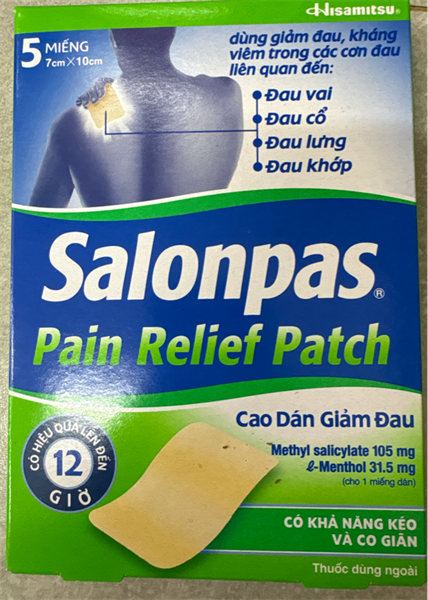 Hisamitsu®
5 MIẾNG
7cm×10cm
dùng giảm đau, kháng
viêm trong các cơn đau
liên quan đến:
• Đau vai
• Đau cổ
• Đau lưng
• Đau khớp
Salonpas®
Pain Relief Patch
CÓ HIỆU QUẢ LÊN ĐẾN
12
GIỜ
Cao Dán Giảm Đau
Methyl salicylate 105 mg
ℓ-Menthol 31.5 mg
(cho 1 miếng dán)
CÓ KHẢ NĂNG KÉO
VÀ CO GIÃN
Thuốc dùng ngoài